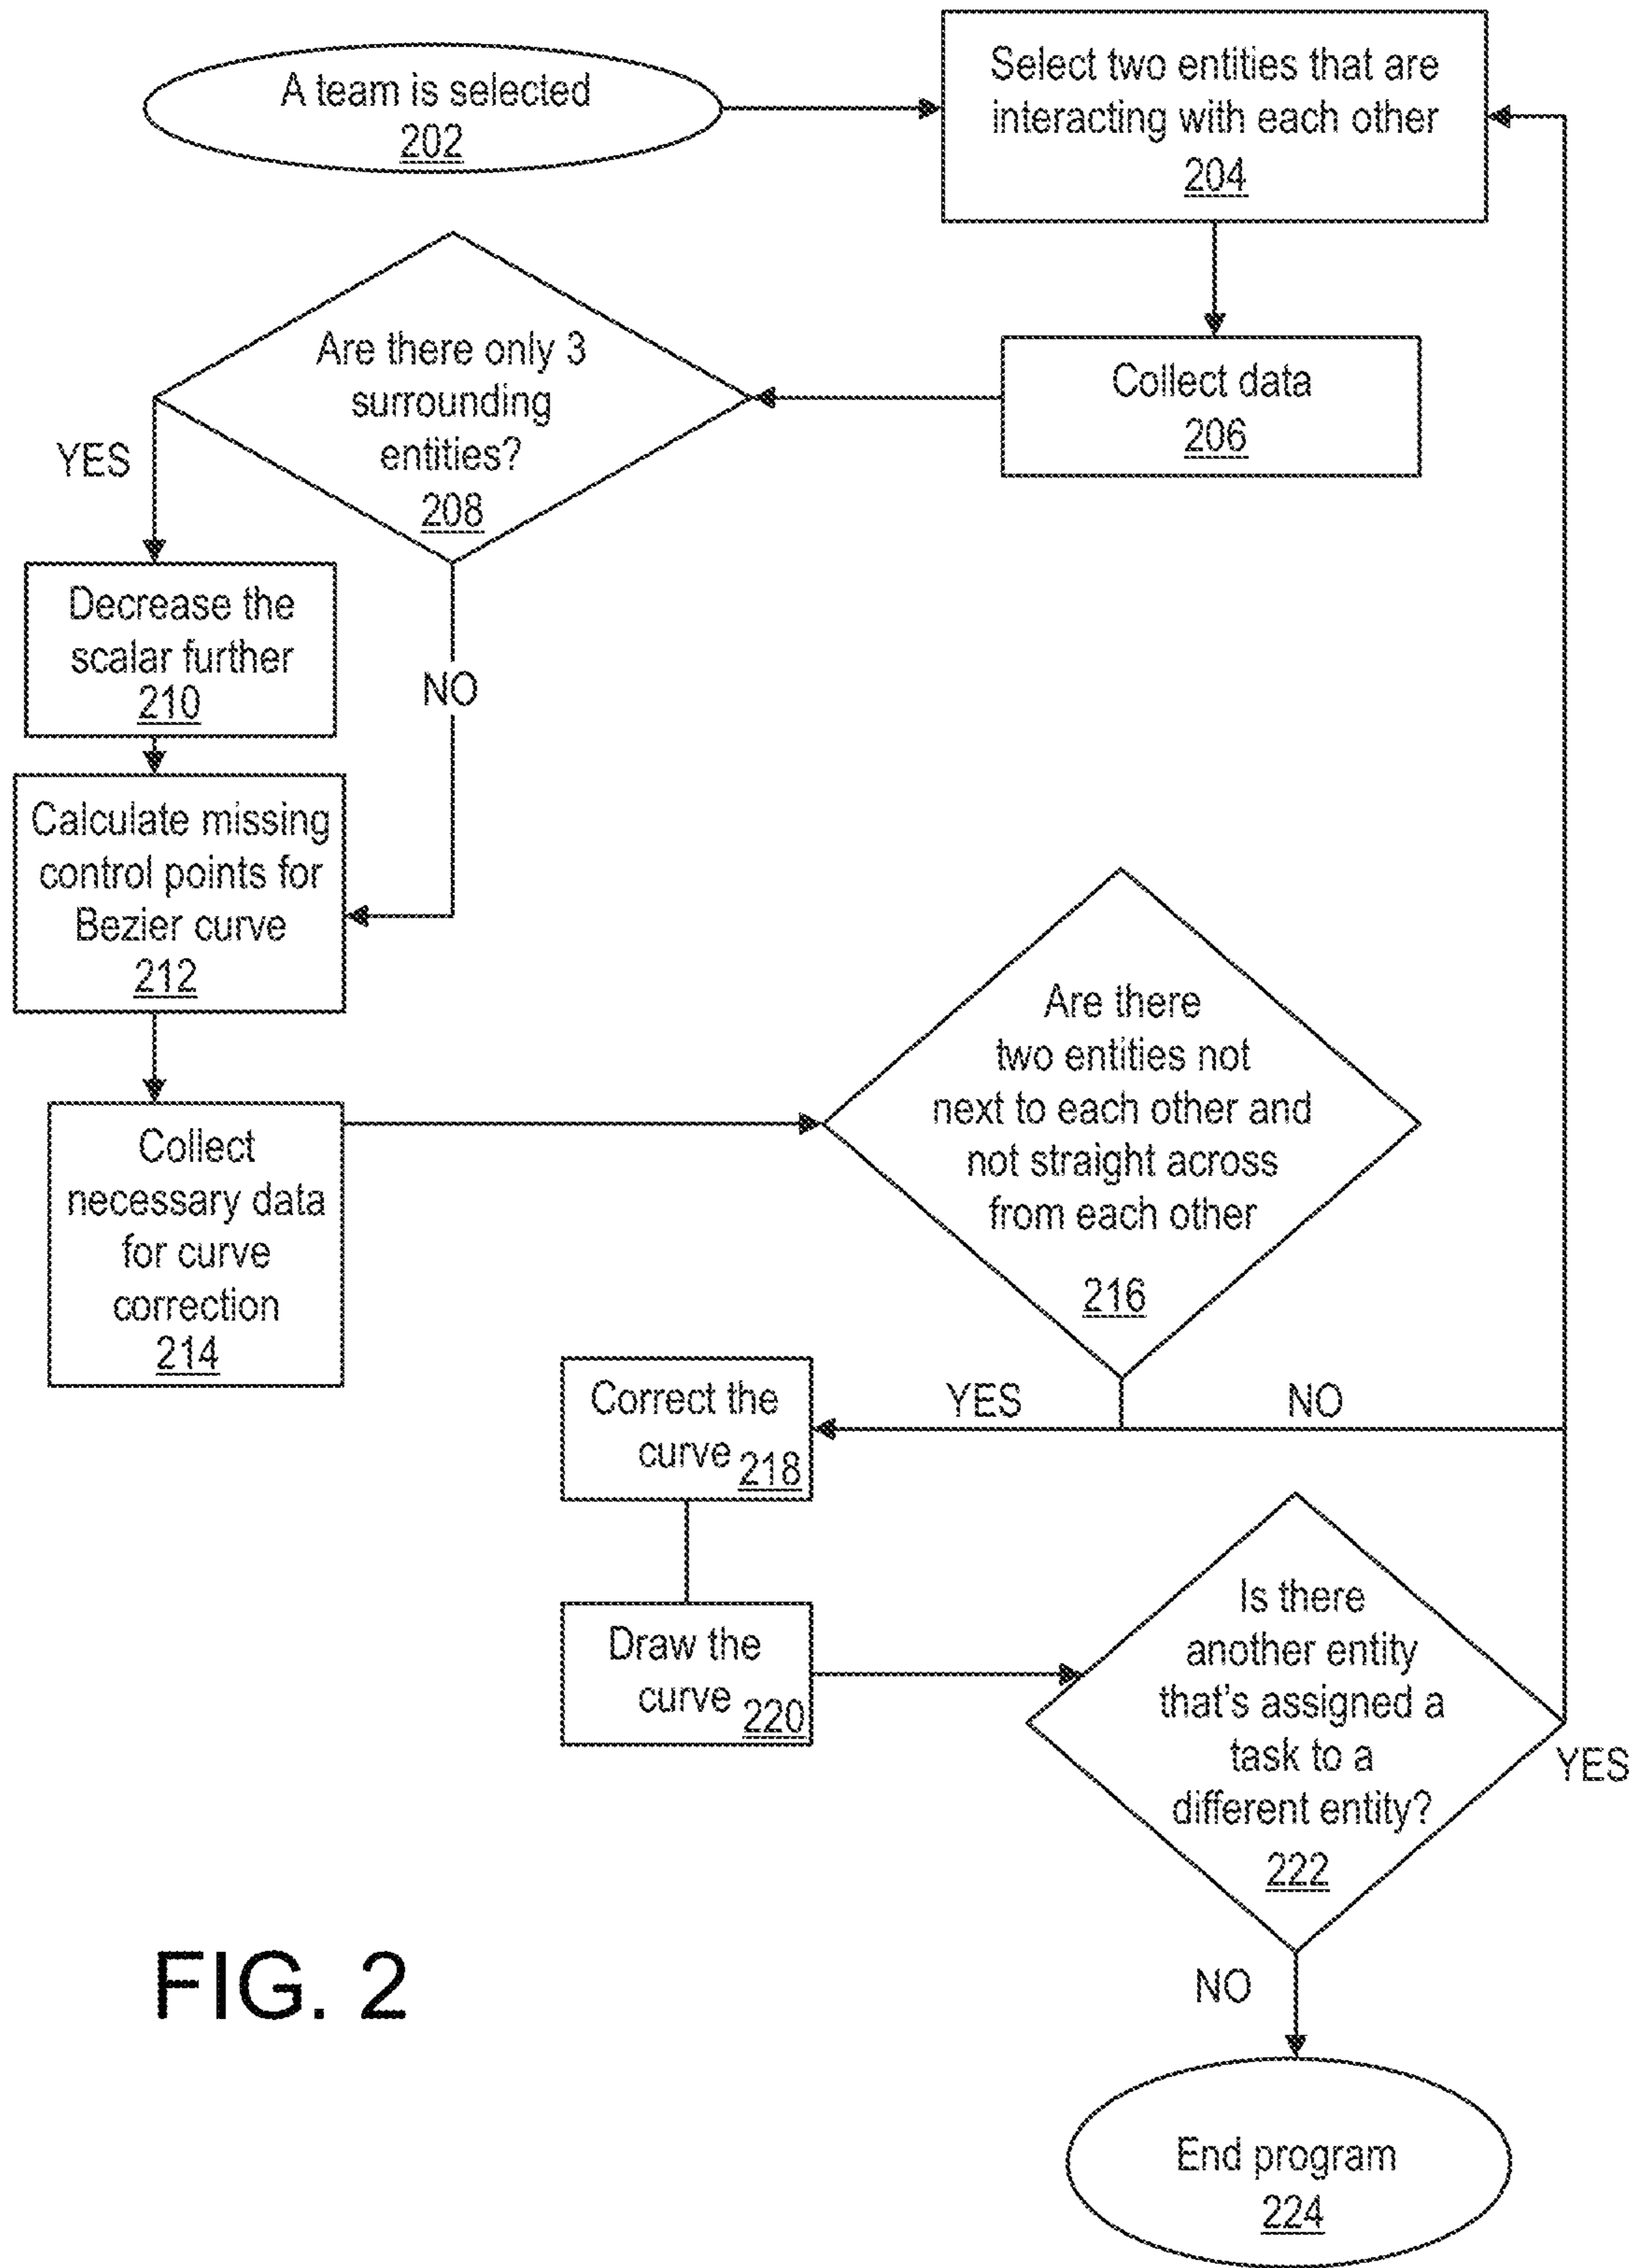 A team is selected
202
Select two entities that are
interacting with each other
204
Collect data
206
Are there only 3
surrounding
entities?
208
YES
NO
Decrease the
scalar further
210
Calculate missing
control points for
Bezier curve
212
Collect
necessary data
for curve
correction
214
Are there
two entities not
next to each other and
not straight across
from each other
216
YES
NO
Correct the
curve 218
Draw the
curve 220
Is there
another entity
that's assigned a
task to a
different entity?
222
YES
NO
End program
224
FIG. 2